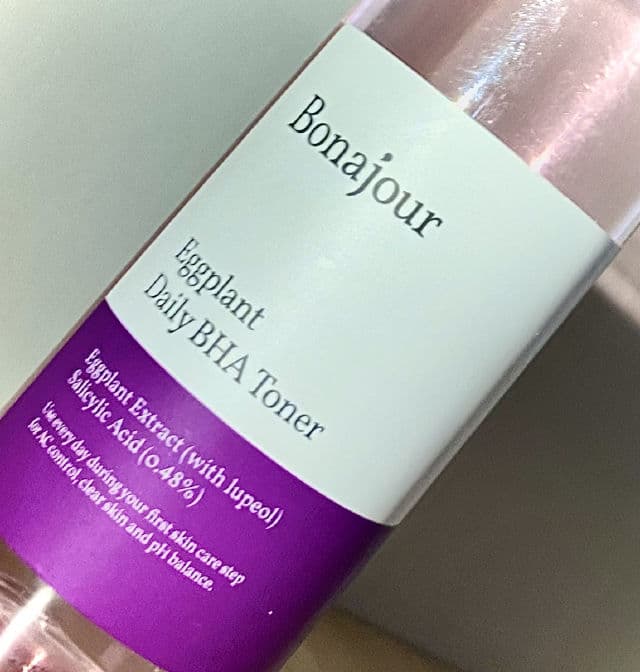 Bonajour
Eggplant
Daily BHA Toner
Eggplant Extract (with lupeol)
Salicylic Acid (0.48%)
Use every day during your first skin care step
for AC control, clear skin and pH balance.